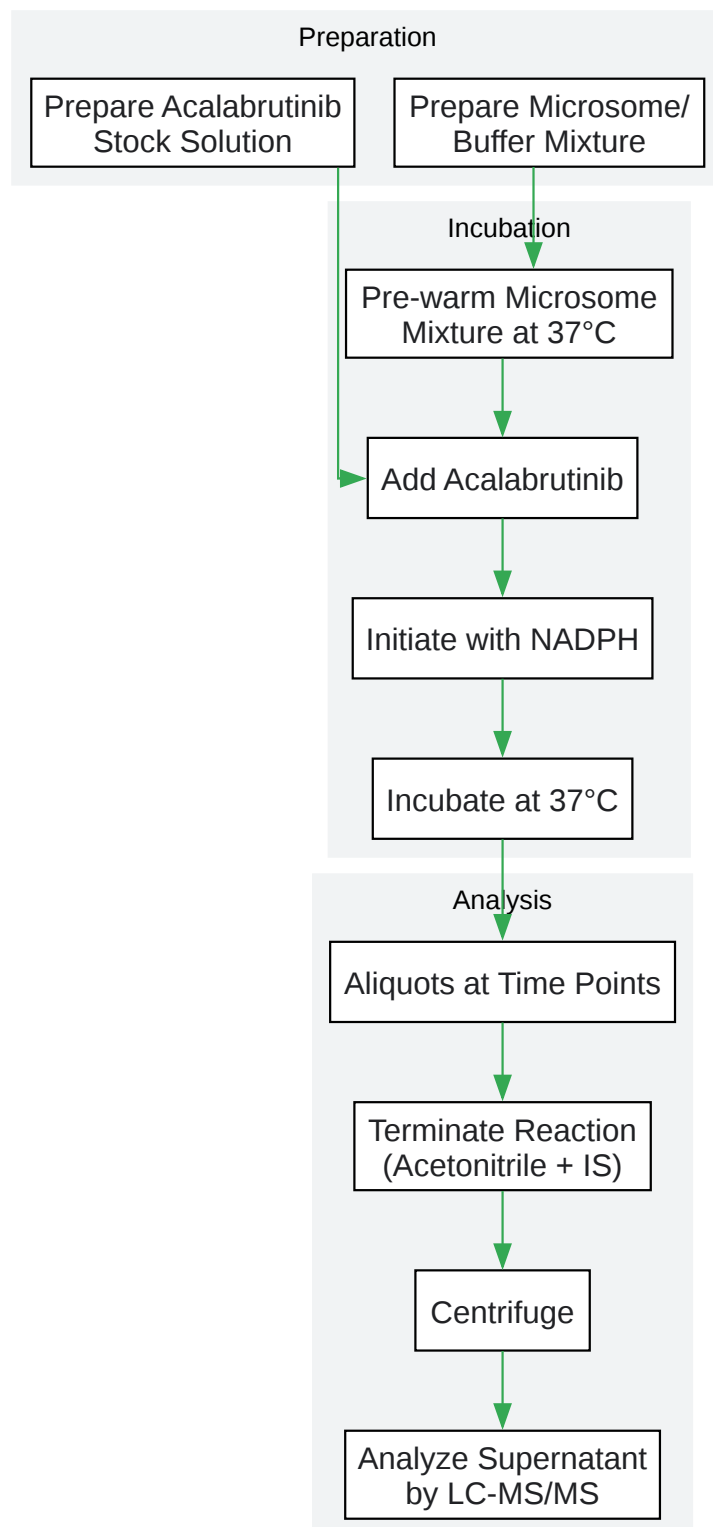 Preparation
Prepare Acalabrutinib
Stock Solution
Prepare Microsome/
Buffer Mixture
Incubation
Pre-warm Microsome
Mixture at 37°C
Add Acalabrutinib
Initiate with NADPH
Incubate at 37°C
Analysis
Aliquots at Time Points
Terminate Reaction
(Acetonitrile + IS)
Centrifuge
Analyze Supernatant
by LC-MS/MS